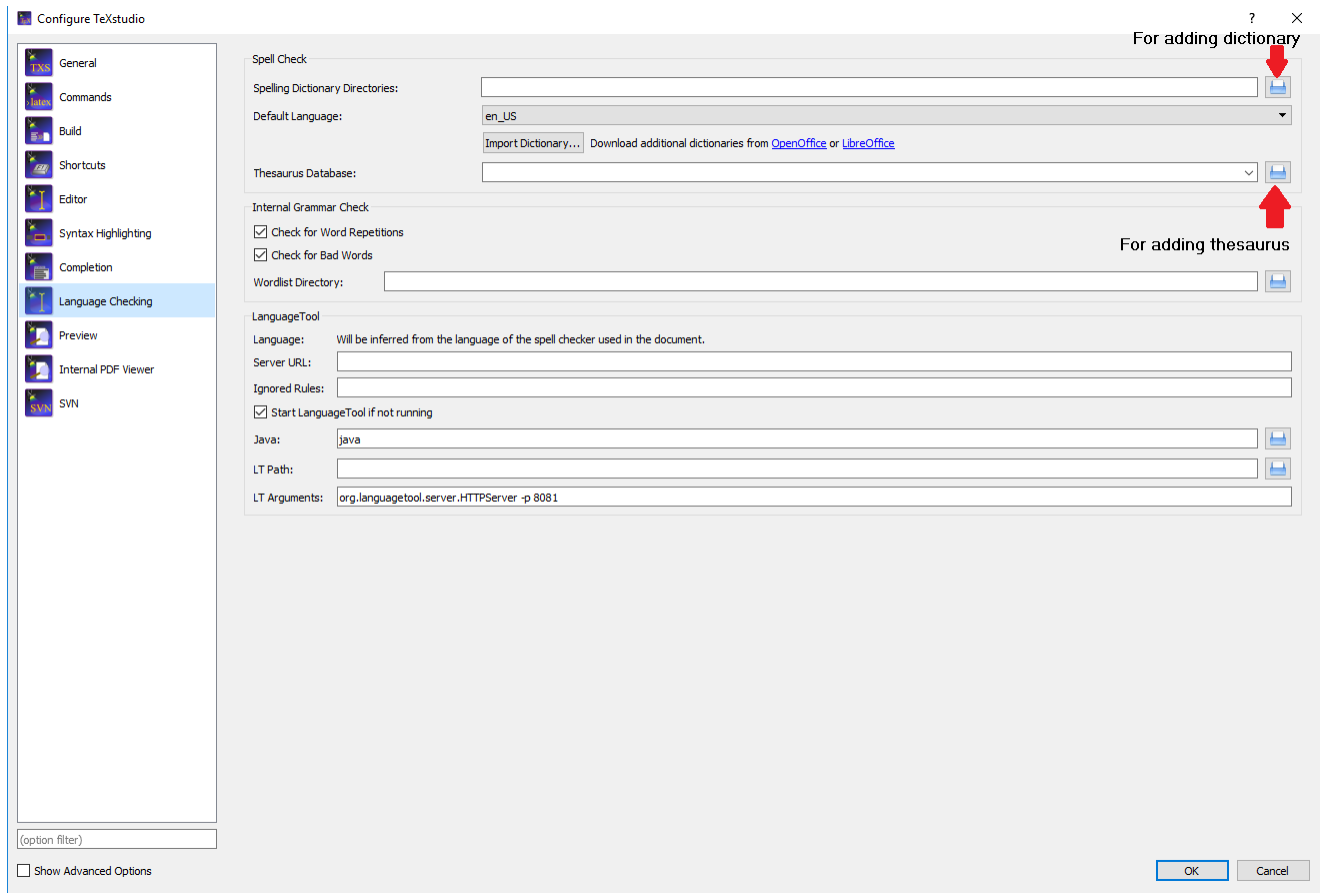 Configure TeXstudio
?
For adding dictionary
TXS General
›latex Commands
Build
Shortcuts
Editor
Syntax Highlighting
Completion
Language Checking
Preview
Internal PDF Viewer
SVN SVN
(option filter)
Show Advanced Options
Spell Check
Spelling Dictionary Directories:
Default Language: en_US
Import Dictionary... Download additional dictionaries from OpenOffice or LibreOffice
Thesaurus Database:
For adding thesaurus
Internal Grammar Check
Check for Word Repetitions
Check for Bad Words
Wordlist Directory:
LanguageTool
Language: Will be inferred from the language of the spell checker used in the document.
Server URL:
Ignored Rules:
Start LanguageTool if not running
Java: java
LT Path:
LT Arguments: org.languagetool.server.HTTPServer -p 8081
OK Cancel